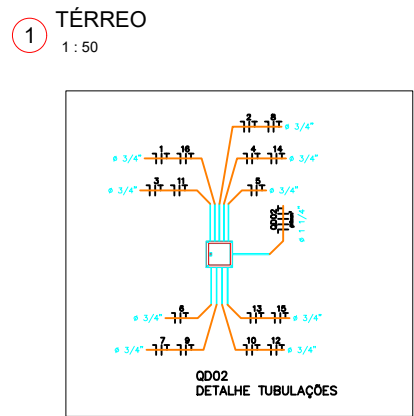 1 TÉRREO
1 : 50
2 8 ø 3/4"
ø 3/4" 1 16
4 14 ø 3/4"
ø 3/4" 3 11
5 ø 3/4"
QD02
ø 1 1/4"
ø 3/4" 6
13 15 ø 3/4"
ø 3/4" 7 9
10 12 ø 3/4"
QD02
DETALHE TUBULAÇÕES